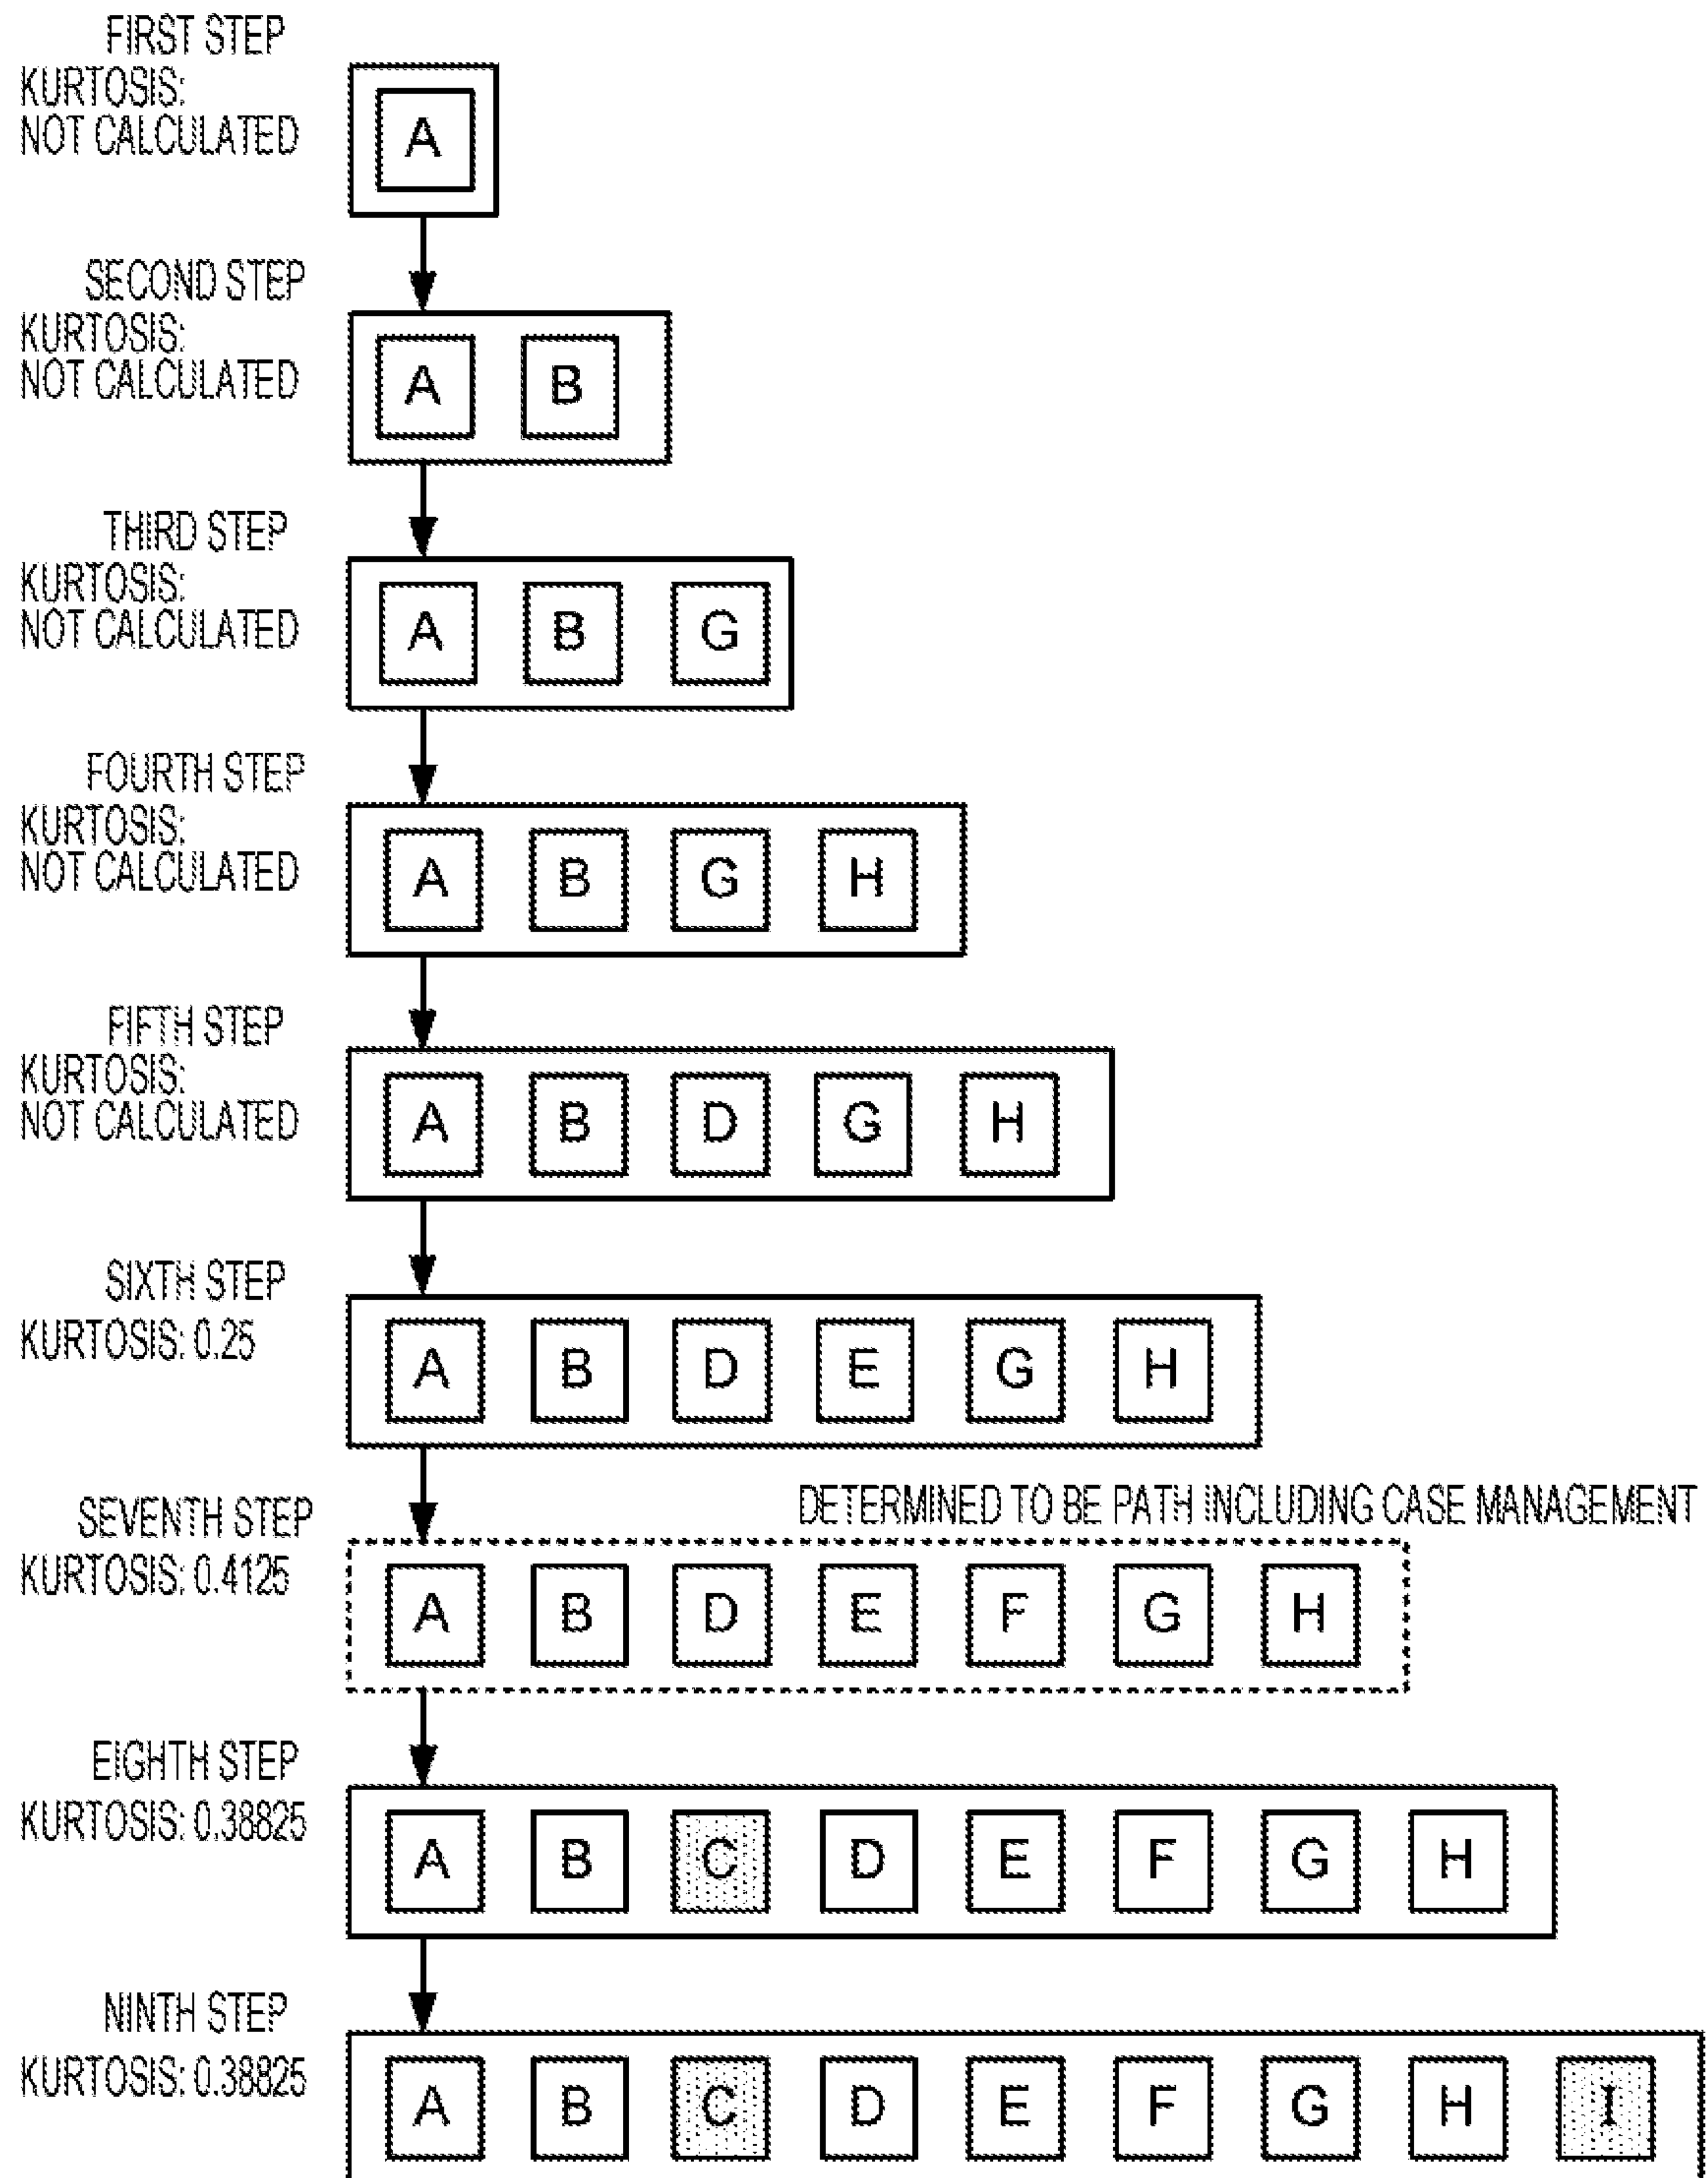 FIRST STEP
KURTOSIS:
NOT CALCULATED
A
SECOND STEP
KURTOSIS:
NOT CALCULATED
A B
THIRD STEP
KURTOSIS:
NOT CALCULATED
A B G
FOURTH STEP
KURTOSIS:
NOT CALCULATED
A B G H
FIFTH STEP
KURTOSIS:
NOT CALCULATED
A B D G H
SIXTH STEP
KURTOSIS: 0.25
A B D E G H
SEVENTH STEP
DETERMINED TO BE PATH INCLUDING CASE MANAGEMENT
KURTOSIS: 0.4125
A B D E F G H
EIGHTH STEP
KURTOSIS: 0.38825
A B C D E F G H
NINTH STEP
KURTOSIS: 0.38825
A B C D E F G H I